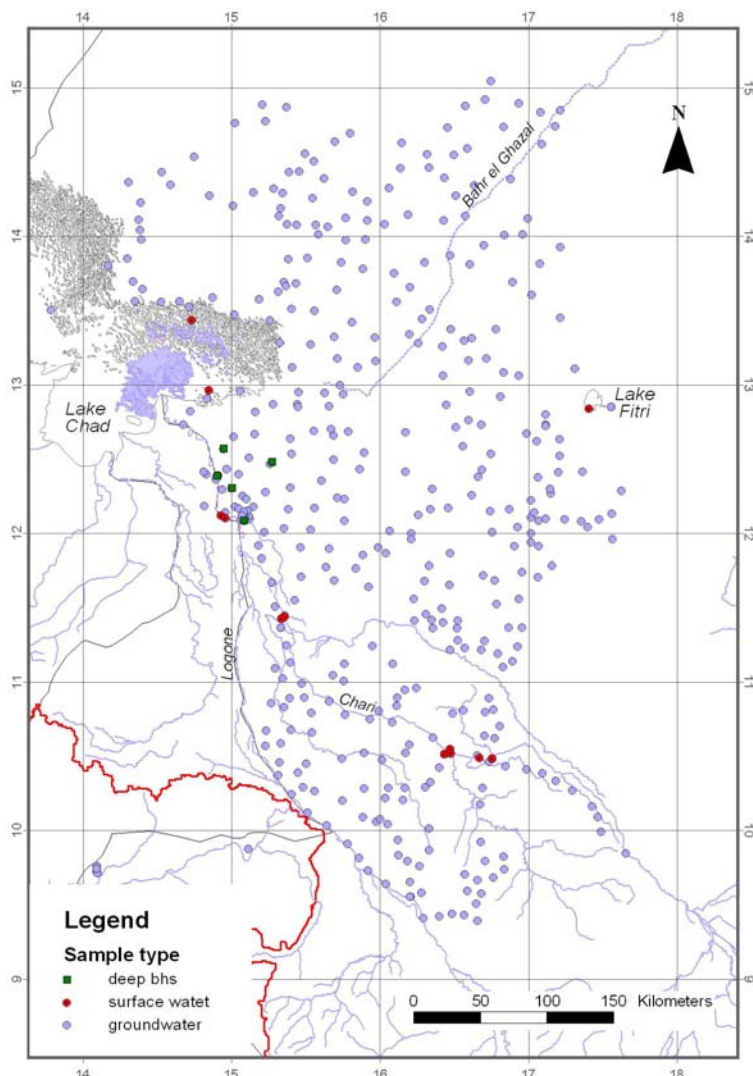 14 15 16 17 18
15 15
N
Bahr el Ghazal
14 14
13 13
Lake
Chad
Lake
Fitri
12 12
Logone
11 11
Chari
10 10
Legend
Sample type
deep bhs
surface watet
groundwater
9 9
0 50 100 150 Kilometers
14 15 16 17 18